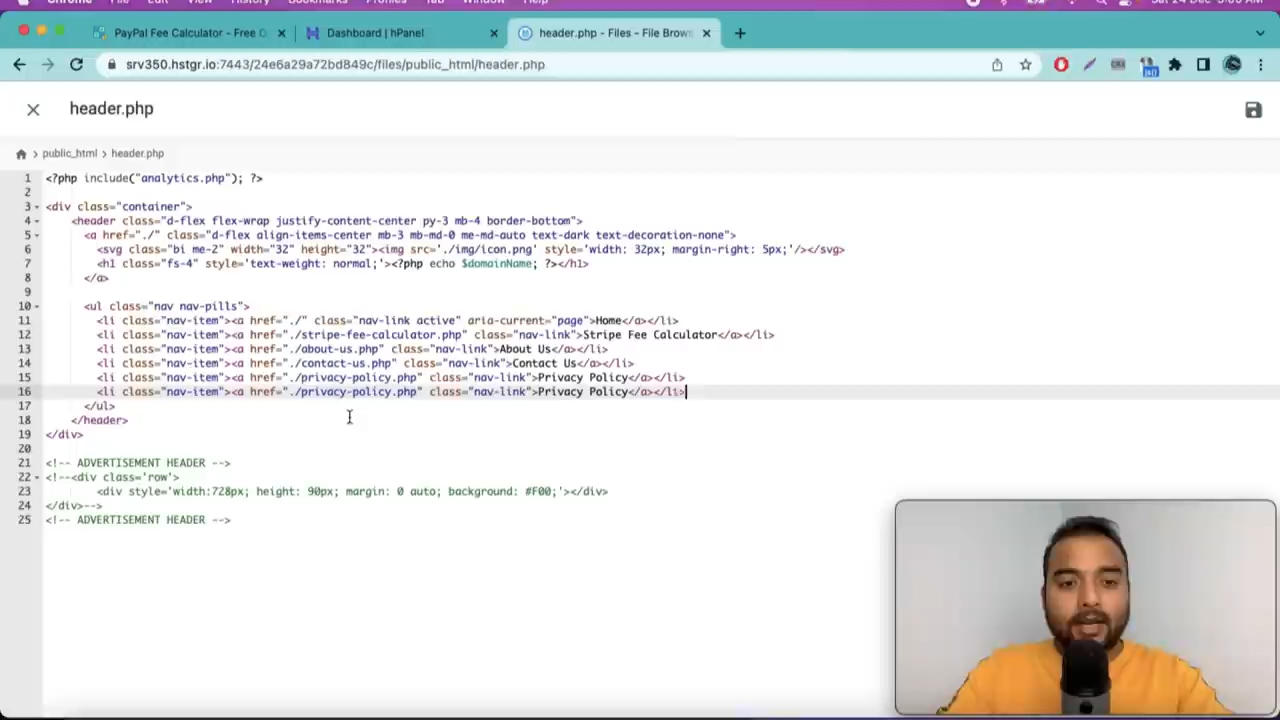 Chrome File Edit View History Bookmarks Profiles Tab Window Help
PayPal Fee Calculator - Free O
Dashboard | hPanel
header.php - Files - File Brow
srv350.hstgr.io:7443/24e6a29a72bd849c/files/public_html/header.php
header.php
public_html > header.php
1 <?php include("analytics.php"); ?>
2
3 <div class="container">
4 <header class="d-flex flex-wrap justify-content-center py-3 mb-4 border-bottom">
5 <a href="./" class="d-flex align-items-center mb-3 mb-md-0 me-md-auto text-dark text-decoration-none">
6 <svg class="bi me-2" width="32" height="32"><img src='./img/icon.png' style='width: 32px; margin-right: 5px;'/></svg>
7 <h1 class="fs-4" style='text-weight: normal;'><?php echo $domainName; ?></h1>
8 </a>
9
10 <ul class="nav nav-pills">
11 <li class="nav-item"><a href="./" class="nav-link active" aria-current="page">Home</a></li>
12 <li class="nav-item"><a href="./stripe-fee-calculator.php" class="nav-link">Stripe Fee Calculator</a></li>
13 <li class="nav-item"><a href="./about-us.php" class="nav-link">About Us</a></li>
14 <li class="nav-item"><a href="./contact-us.php" class="nav-link">Contact Us</a></li>
15 <li class="nav-item"><a href="./privacy-policy.php" class="nav-link">Privacy Policy</a></li>
16 <li class="nav-item"><a href="./privacy-policy.php" class="nav-link">Privacy Policy</a></li>
17 </ul>
18 </header>
19 </div>
20
21 <!-- ADVERTISEMENT HEADER -->
22 <!--<div class='row'>
23 <div style='width:728px; height: 90px; margin: 0 auto; background: #F00;'></div>
24 </div>-->
25 <!-- ADVERTISEMENT HEADER -->